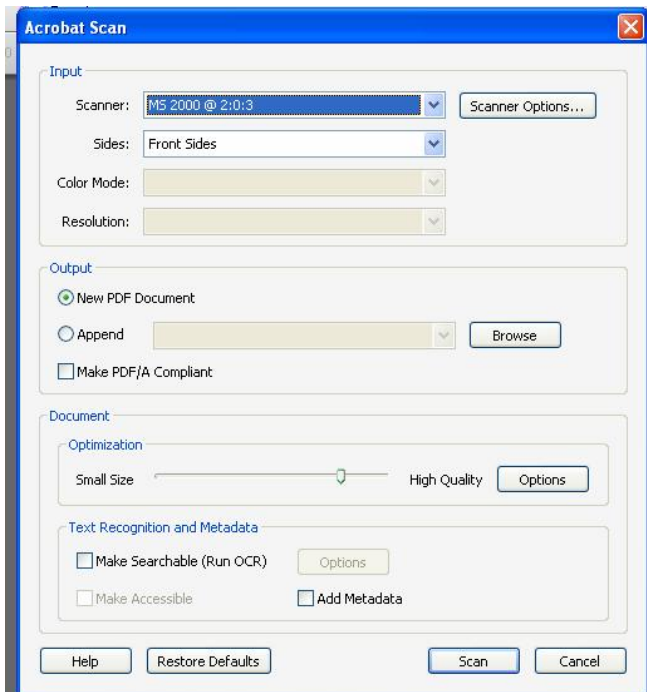 Acrobat Scan
Input
Scanner: MS 2000 @ 2:0:3 Scanner Options...
Sides: Front Sides
Color Mode:
Resolution:
Output
New PDF Document
Append Browse
Make PDF/A Compliant
Document
Optimization
Small Size High Quality Options
Text Recognition and Metadata
Make Searchable (Run OCR) Options
Make Accessible Add Metadata
Help Restore Defaults Scan Cancel